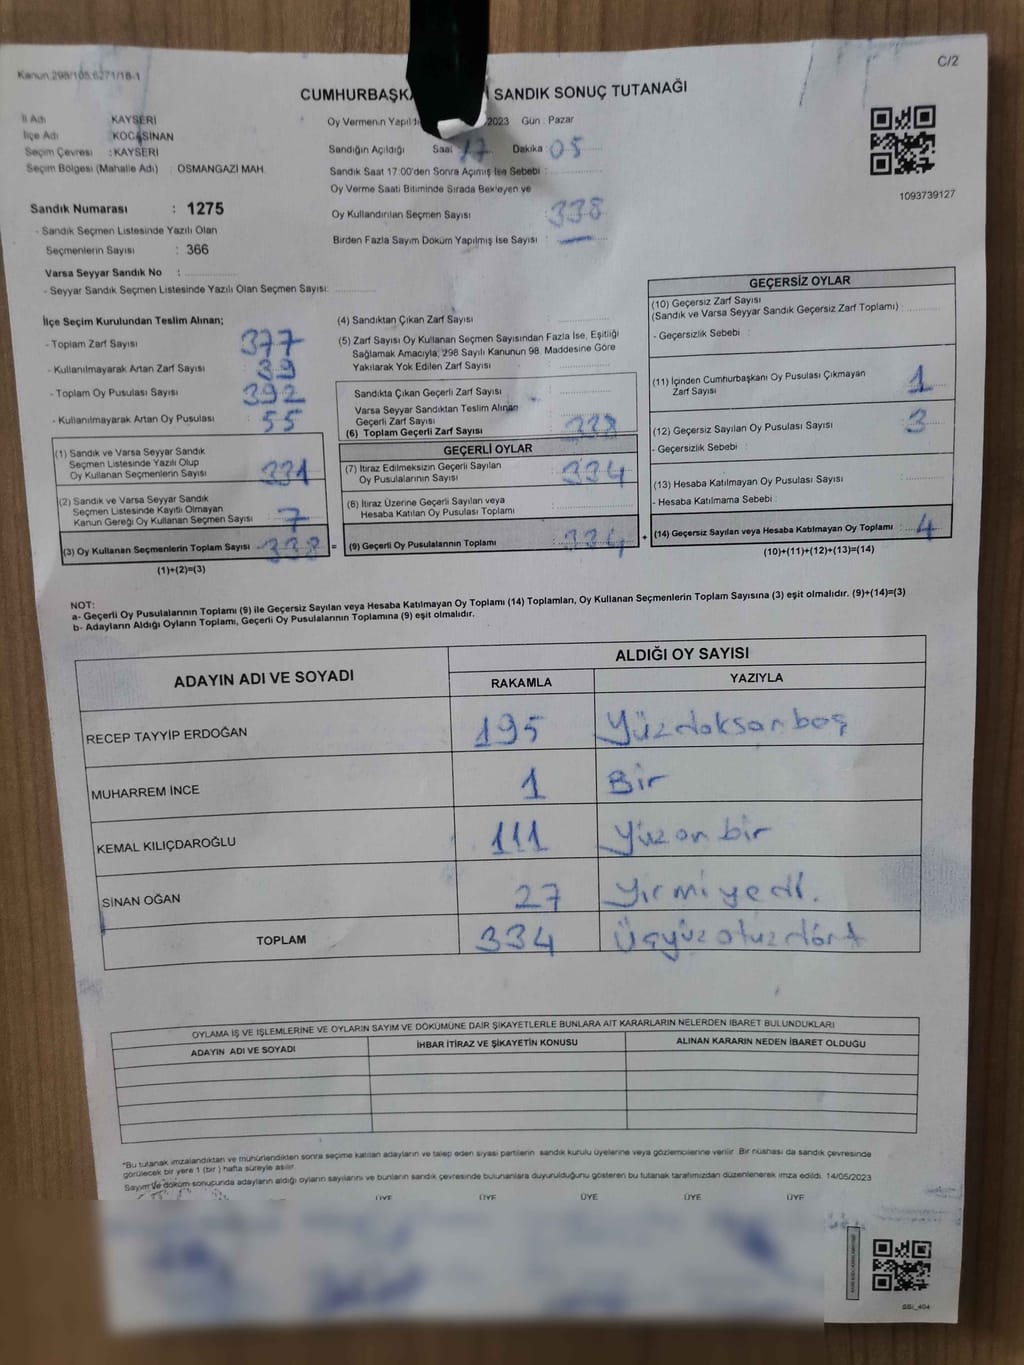 Kanun.298/105.6271/18-1
C/2
CUMHURBAŞKA SANDIK SONUÇ TUTANAĞI
İl Adı KAYSERİ
İlçe Adı KOCASİNAN
Seçim Çevresi : KAYSERİ
Seçim Bölgesi (Mahalle Adı) : OSMANGAZİ MAH.
Sandık Numarası : 1275
- Sandık Seçmen Listesinde Yazılı Olan
Seçmenlerin Sayısı : 366
Varsa Seyyar Sandık No :
- Seyyar Sandık Seçmen Listesinde Yazılı Olan Seçmen Sayısı:
Oy Vermenin Yapıldı 2023 Gün : Pazar
Sandığın Açıldığı Saat 17 Dakika 05
Sandık Saat 17.00'den Sonra Açımış İse Sebebi :
Oy Verme Saati Bitiminde Sırada Bekleyen ve
Oy Kullandırılan Seçmen Sayısı : 338
Birden Fazla Sayım Döküm Yapılmış İse Sayısı : —
1093739127
İlçe Seçim Kurulundan Teslim Alınan;
- Toplam Zarf Sayısı 377
- Kullanılmayarak Artan Zarf Sayısı 39
- Toplam Oy Pusulası Sayısı 392
- Kullanılmayarak Artan Oy Pusulası 55
(1) Sandık ve Varsa Seyyar Sandık
Seçmen Listesinde Yazılı Olup
Oy Kullanan Seçmenlerin Sayısı 331
(2) Sandık ve Varsa Seyyar Sandık
Seçmen Listesinde Kayıtlı Olmayan
Kanun Gereği Oy Kullanan Seçmen Sayısı 7
(3) Oy Kullanan Seçmenlerin Toplam Sayısı 338 =
(1)+(2)=(3)
(4) Sandıktan Çıkan Zarf Sayısı
(5) Zarf Sayısı Oy Kullanan Seçmen Sayısından Fazla İse, Eşitliği
Sağlamak Amacıyla, 298 Sayılı Kanunun 98. Maddesine Göre
Yakılarak Yok Edilen Zarf Sayısı
Sandıkta Çıkan Geçerli Zarf Sayısı
Varsa Seyyar Sandıktan Teslim Alınan
Geçerli Zarf Sayısı
(6) Toplam Geçerli Zarf Sayısı 338
GEÇERLİ OYLAR
(7) İtiraz Edilmeksizin Geçerli Sayılan
Oy Pusulalarının Sayısı 334
(8) İtiraz Üzerine Geçerli Sayılan veya
Hesaba Katılan Oy Pusulası Toplamı
(9) Geçerli Oy Pusulalarının Toplamı 334 +
GEÇERSİZ OYLAR
(10) Geçersiz Zarf Sayısı
(Sandık ve Varsa Seyyar Sandık Geçersiz Zarf Toplamı) :
- Geçersizlik Sebebi :
(11) İçinden Cumhurbaşkanı Oy Pusulası Çıkmayan
Zarf Sayısı 1
(12) Geçersiz Sayılan Oy Pusulası Sayısı 3
- Geçersizlik Sebebi :
(13) Hesaba Katılmayan Oy Pusulası Sayısı
- Hesaba Katılmama Sebebi :
(14) Geçersiz Sayılan veya Hesaba Katılmayan Oy Toplamı : 4
(10)+(11)+(12)+(13)=(14)
NOT:
a- Geçerli Oy Pusulalarının Toplamı (9) ile Geçersiz Sayılan veya Hesaba Katılmayan Oy Toplamı (14) Toplamları, Oy Kullanan Seçmenlerin Toplam Sayısına (3) eşit olmalıdır. (9)+(14)=(3)
b- Adayların Aldığı Oyların Toplamı, Geçerli Oy Pusulalarının Toplamına (9) eşit olmalıdır.
ADAYIN ADI VE SOYADI
ALDIĞI OY SAYISI
RAKAMLA YAZIYLA
RECEP TAYYİP ERDOĞAN 195 Yüzdoksan beş
MUHARREM İNCE 1 Bir
KEMAL KILIÇDAROĞLU 111 Yüz on bir
SİNAN OĞAN 27 Yirmi yedi.
TOPLAM 334 Üçyüz otuz dört
OYLAMA İŞ VE İŞLEMLERİNE VE OYLARIN SAYIM VE DÖKÜMÜNE DAİR ŞİKAYETLERLE BUNLARA AİT KARARLARIN NELERDEN İBARET BULUNDUKLARI
ADAYIN ADI VE SOYADI İHBAR İTİRAZ VE ŞİKAYETİN KONUSU ALINAN KARARIN NEDEN İBARET OLDUĞU
*Bu tutanak imzalandıktan ve mühürlendikten sonra seçime katılan adayların ve talep eden siyasi partilerin sandık kurulu üyelerine veya gözlemcilerine verilir. Bir nüshası da sandık çevresinde
görülecek bir yere 1 (bir) hafta süreyle asılır.
Sayım ve döküm sonucunda adayların aldığı oyların sayılarını ve bunların sandık çevresinde bulunanlara duyurulduğunu gösteren bu tutanak tarafımızdan düzenlenerek imza edildi. 14/05/2023
ÜYE ÜYE ÜYE ÜYE ÜYE